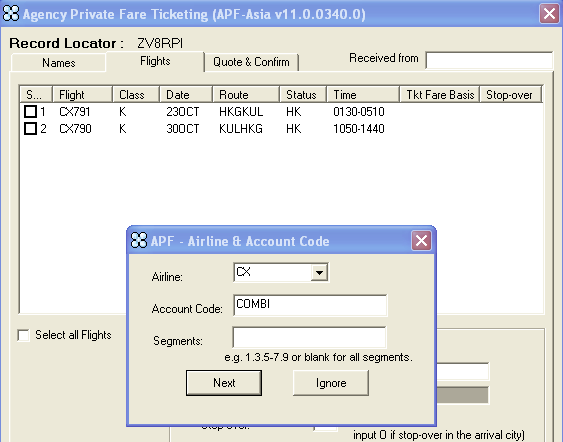 Agency Private Fare Ticketing (APF-Asia v11.0.0340.0)
Record Locator : ZV8RPI
Names Flights Quote & Confirm Received from
S... Flight Class Date Route Status Time Tkt Fare Basis Stop-over
1 CX791 K 23OCT HKGKUL HK 0130-0510
2 CX790 K 30OCT KULHKG HK 1050-1440
APF - Airline & Account Code
Airline: CX
Account Code: COMBI
Select all Flights
Segments:
e.g. 1.3.5-7.9 or blank for all segments.
Next Ignore
input O if stop-over in the arrival city)